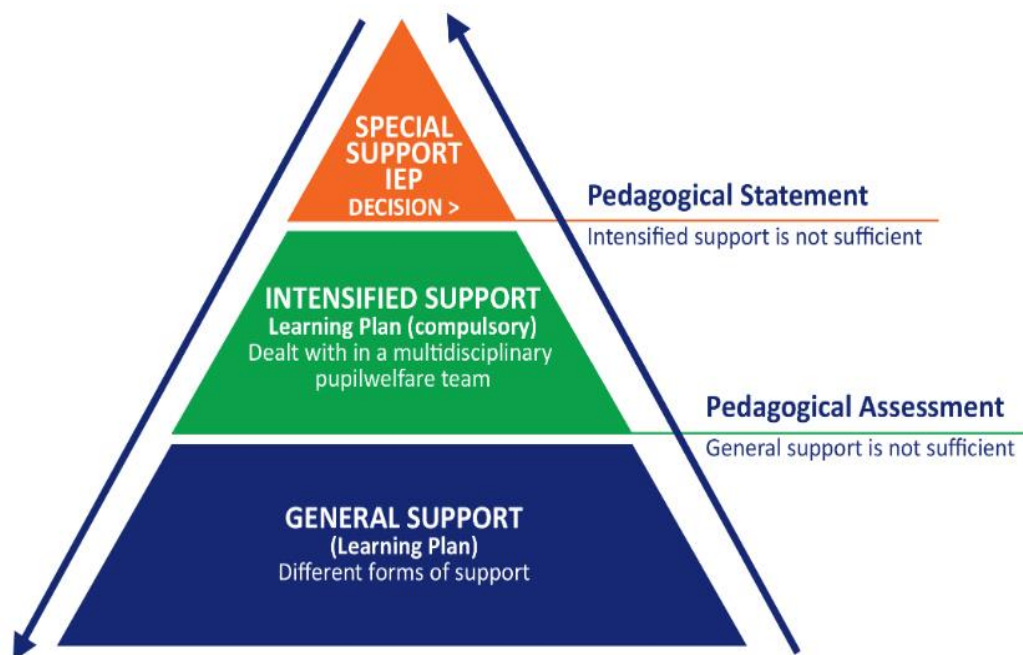 SPECIAL
SUPPORT
IEP
DECISION >
Pedagogical Statement
Intensified support is not sufficient
INTENSIFIED SUPPORT
Learning Plan (compulsory)
Dealt with in a multidisciplinary
pupilwelfare team
Pedagogical Assessment
General support is not sufficient
GENERAL SUPPORT
(Learning Plan)
Different forms of support